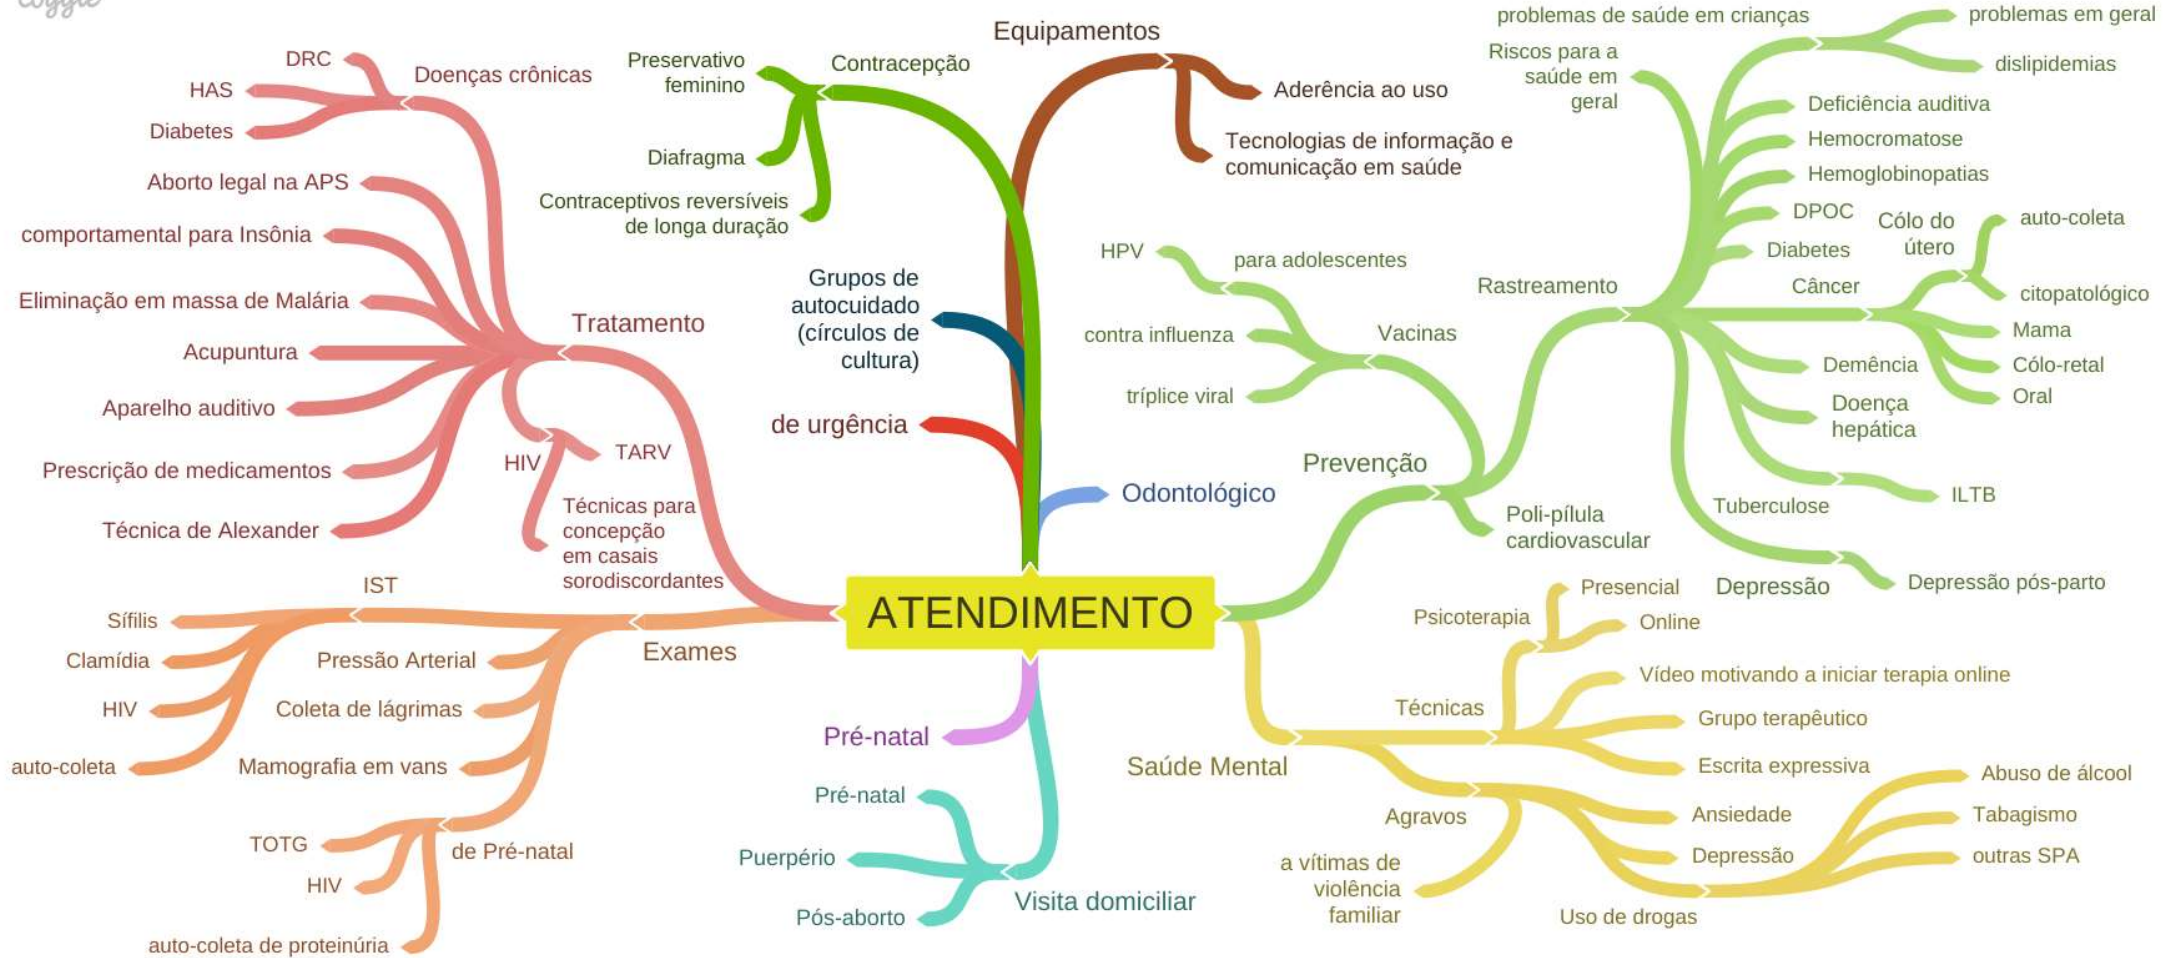 Coggle
DRC
HAS
Diabetes
Doenças crônicas
Aborto legal na APS
comportamental para Insônia
Eliminação em massa de Malária
Acupuntura
Aparelho auditivo
Prescrição de medicamentos
Técnica de Alexander
HIV
TARV
Técnicas para
concepção
em casais
sorodiscordantes
Tratamento
IST
Sífilis
Clamídia
HIV
auto-coleta
Pressão Arterial
Coleta de lágrimas
Mamografia em vans
TOTG
HIV
auto-coleta de proteinúria
de Pré-natal
Exames
Preservativo
feminino
Diafragma
Contraceptivos reversíveis
de longa duração
Contracepção
Equipamentos
Aderência ao uso
Tecnologias de informação e
comunicação em saúde
Grupos de
autocuidado
(círculos de
cultura)
de urgência
Odontológico
ATENDIMENTO
Pré-natal
Pré-natal
Puerpério
Pós-aborto
Visita domiciliar
HPV
para adolescentes
contra influenza
tríplice viral
Vacinas
Prevenção
Poli-pílula
cardiovascular
Rastreamento
Riscos para a
saúde em
geral
problemas de saúde em crianças
problemas em geral
dislipidemias
Deficiência auditiva
Hemocromatose
Hemoglobinopatias
DPOC
Diabetes
Câncer
Cólo do
útero
auto-coleta
citopatológico
Mama
Cólo-retal
Oral
Demência
Doença
hepática
Tuberculose
ILTB
Depressão
Depressão pós-parto
Saúde Mental
Técnicas
Psicoterapia
Presencial
Online
Vídeo motivando a iniciar terapia online
Grupo terapêutico
Escrita expressiva
Agravos
Ansiedade
Depressão
a vítimas de
violência
familiar
Uso de drogas
Abuso de álcool
Tabagismo
outras SPA